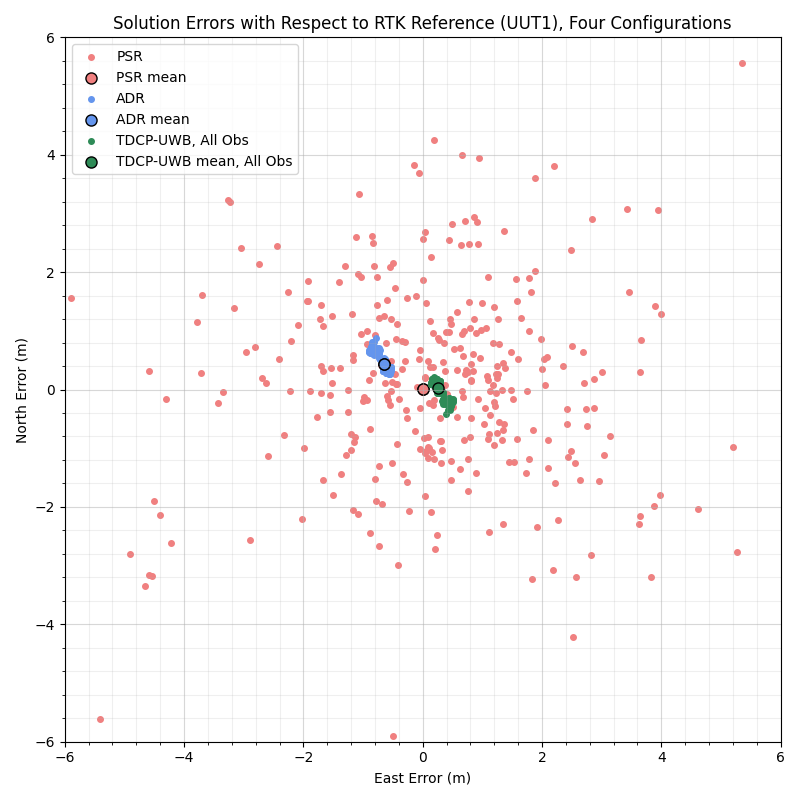 Solution Errors with Respect to RTK Reference (UUT1), Four Configurations
PSR
PSR mean
ADR
ADR mean
TDCP-UWB, All Obs
TDCP-UWB mean, All Obs
6
4
2
0
−2
−4
−6
North Error (m)
−6 −4 −2 0 2 4 6
East Error (m)